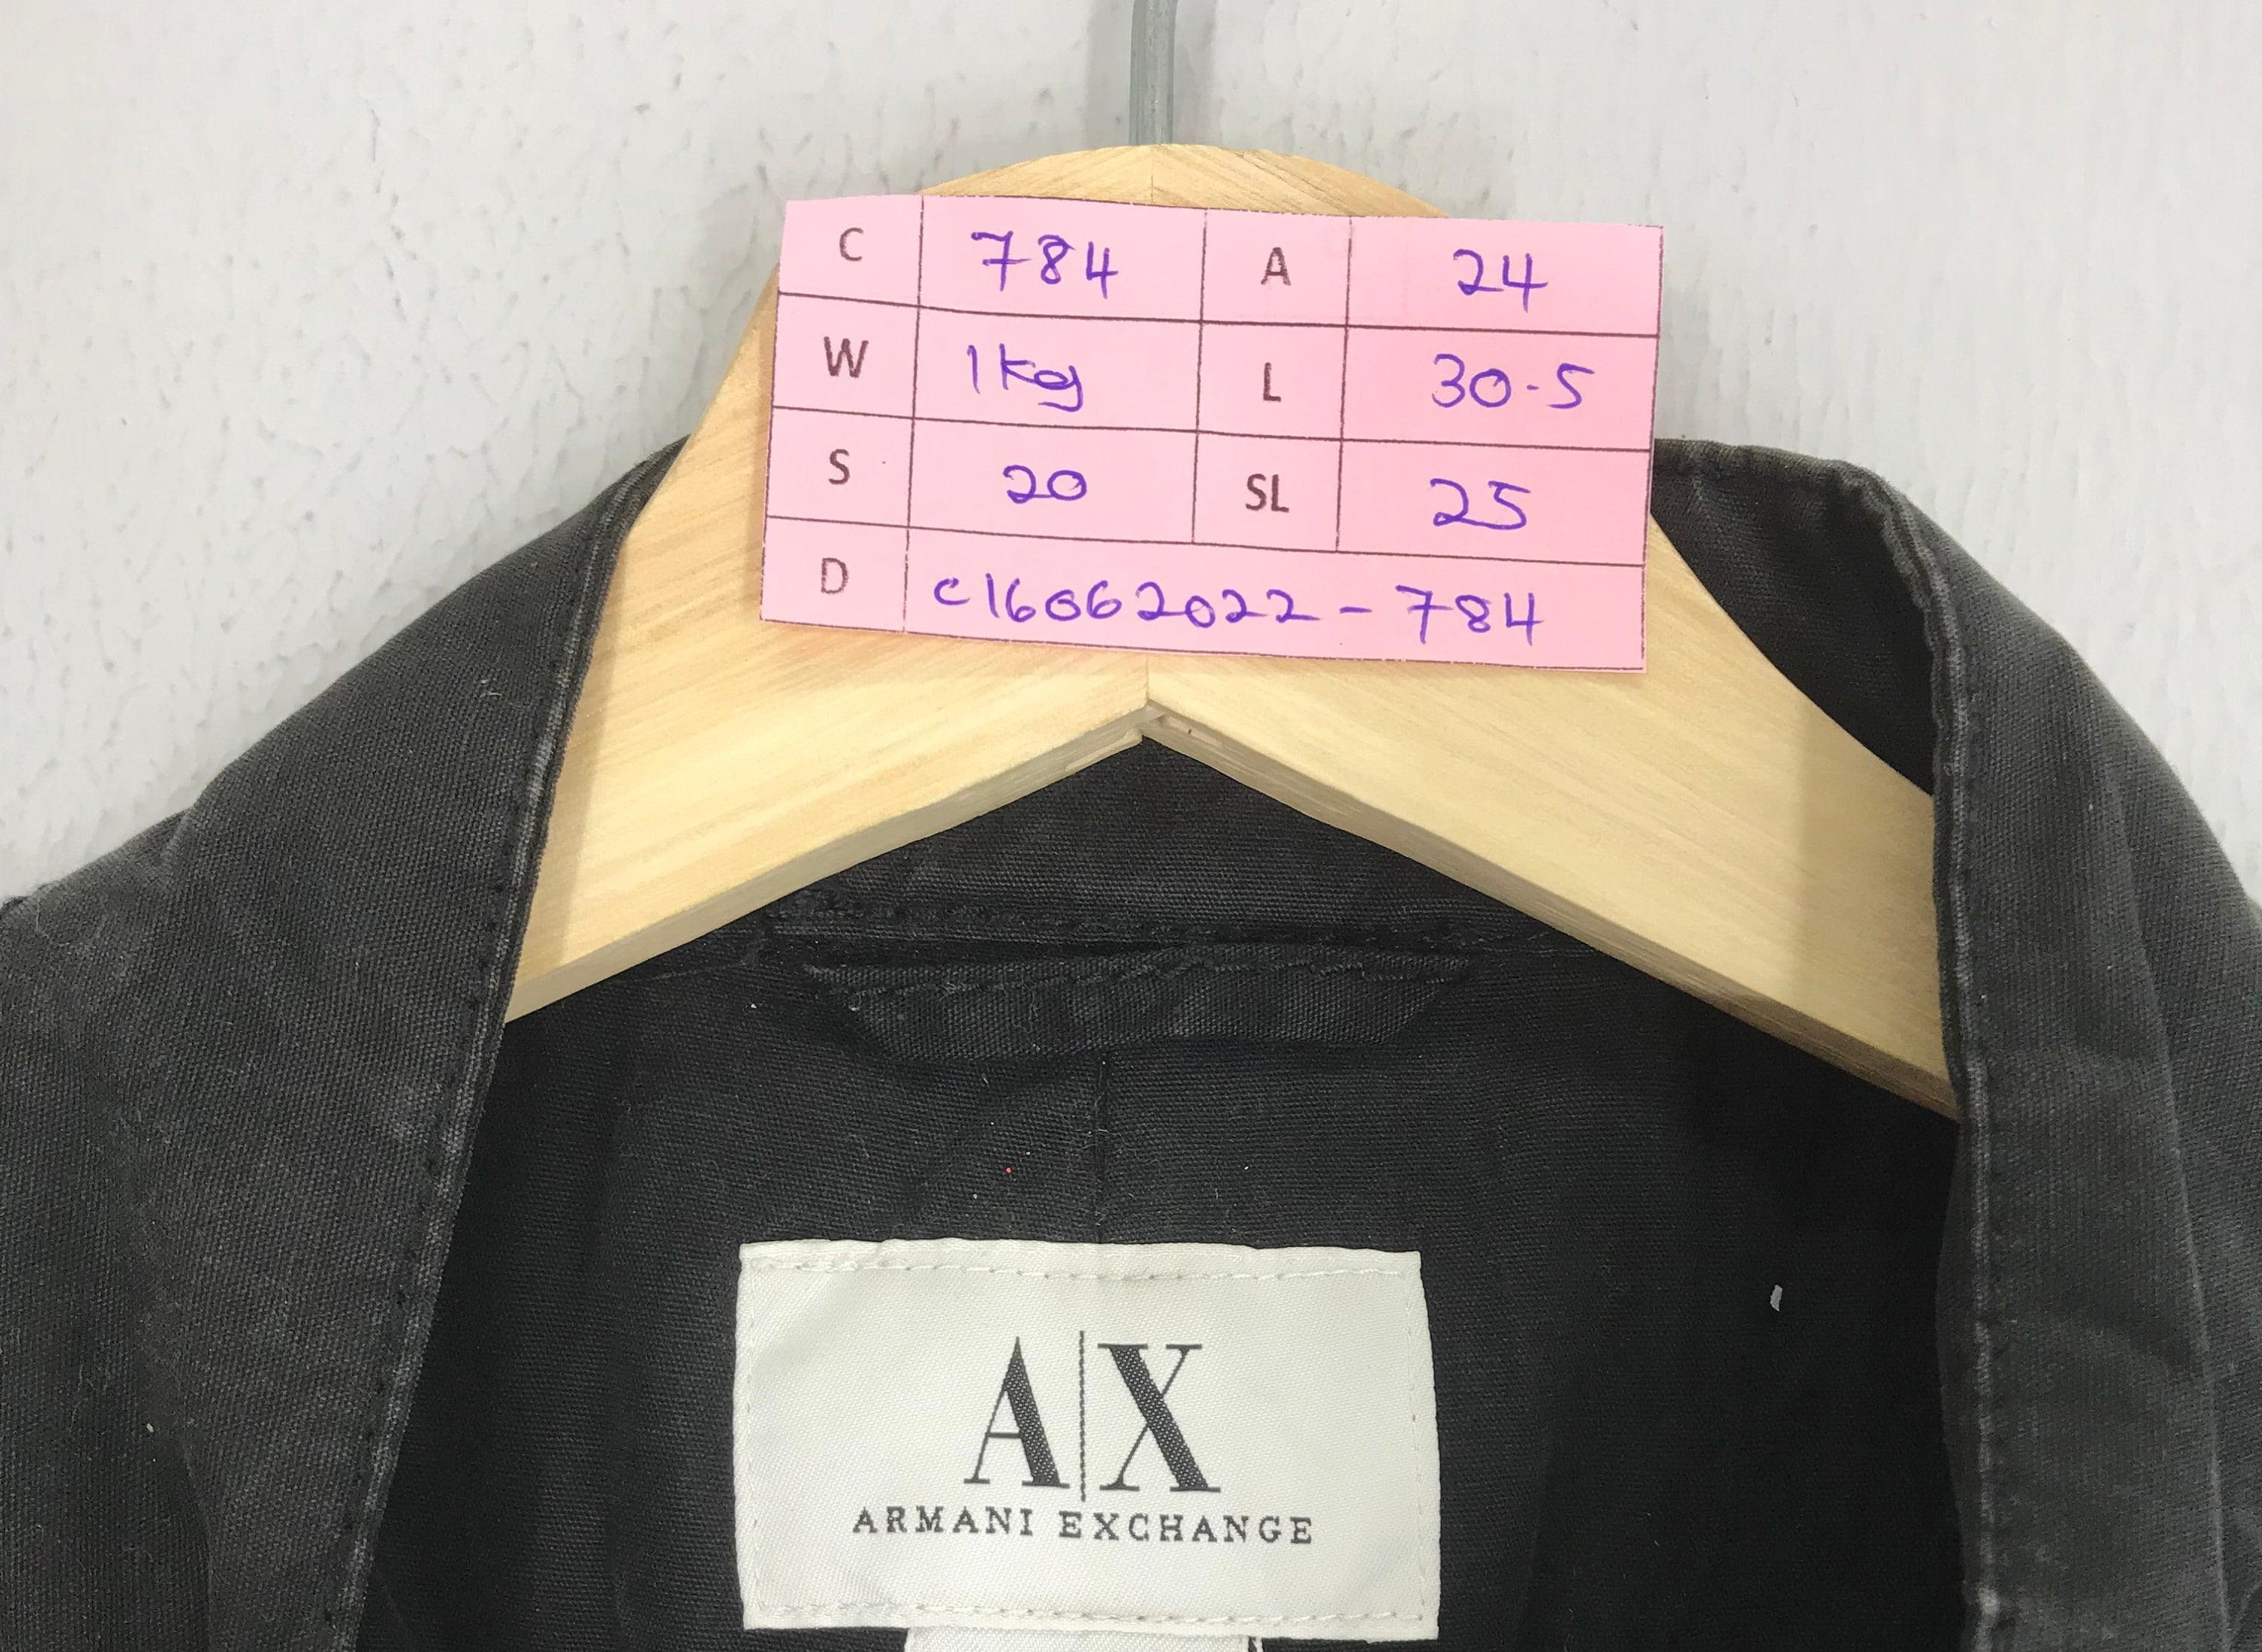 C 784 A 24
W 1kg L 30.5
S 20 SL 25
D c16062022-784
A|X
ARMANI EXCHANGE